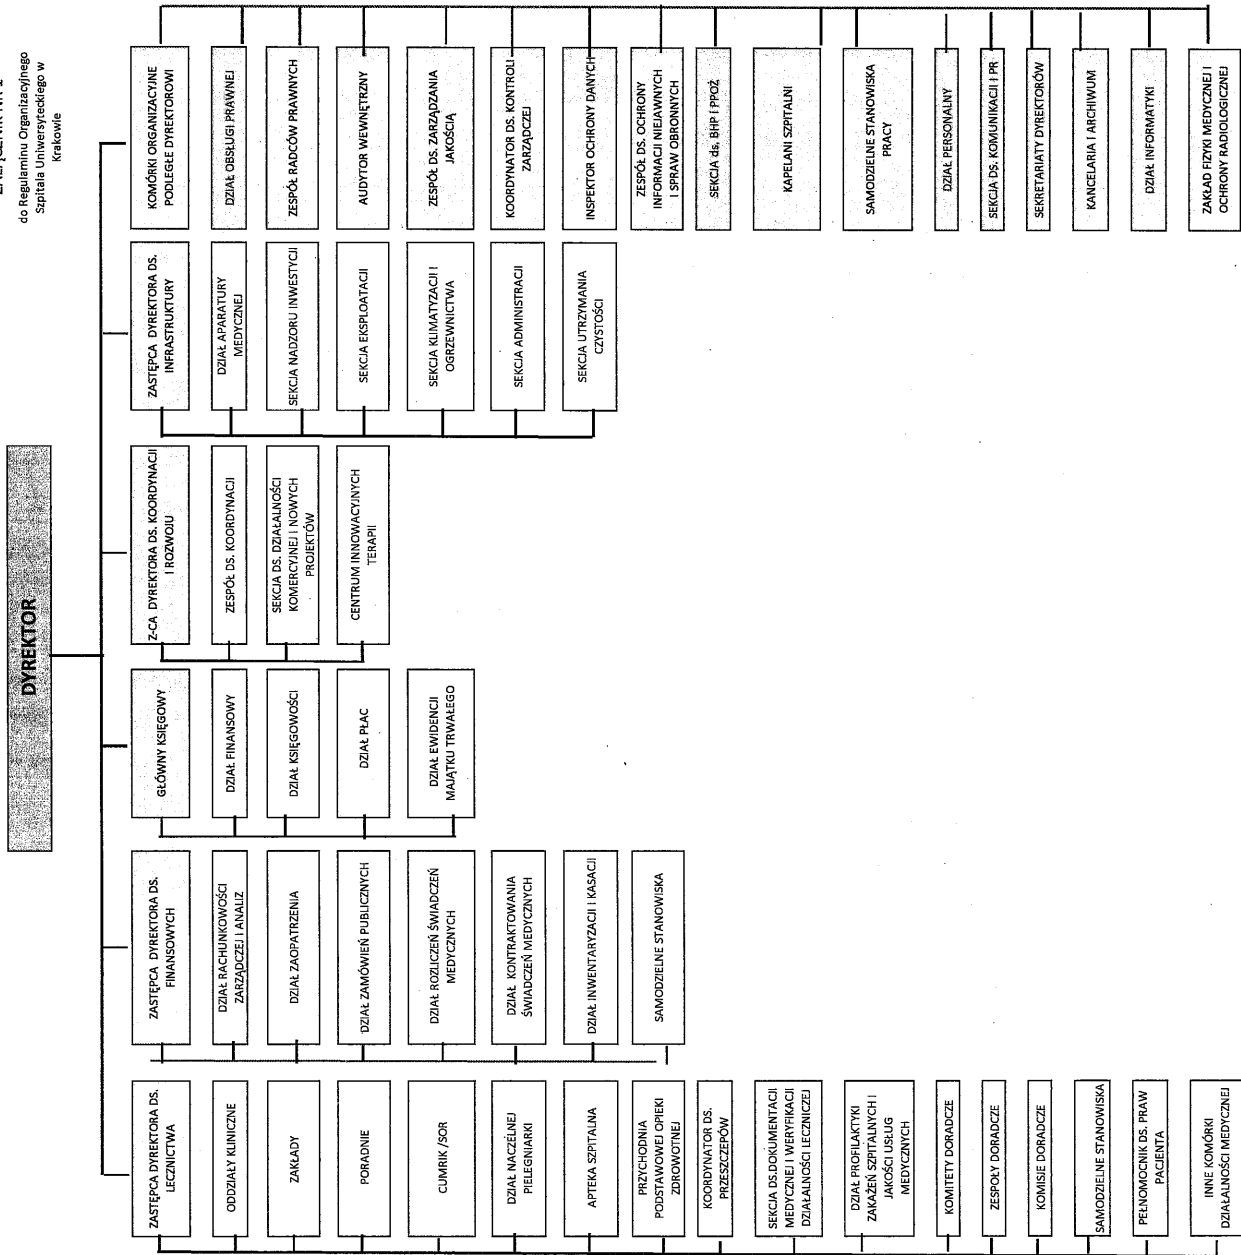 ZAŁĄCZNIK NR 2
do Regulaminu Organizacyjnego
Szpitala Uniwersyteckiego w
Krakowie
DYREKTOR
ZASTĘPCA DYREKTORA DS.
LECZNICTWA
ODDZIAŁY KLINICZNE
ZAKŁADY
PORADNIE
CUMRIK /SOR
DZIAŁ NACZELNEJ
PIELĘGNIARKI
APTEKA SZPITALNA
PRZYCHODNIA
PODSTAWOWEJ OPIEKI
ZDROWOTNEJ
KOORDYNATOR DS.
PRZESZCZEPÓW
SEKCJA DS.DOKUMENTACJI
MEDYCZNEJ I WERYFIKACJI
DZIAŁALNOŚCI LECZNICZEJ
DZIAŁ PROFILAKTYKI
ZAKAŻEŃ SZPITALNYCH I
JAKOŚCI USŁUG
MEDYCZNYCH
KOMITETY DORADCZE
ZESPOŁY DORADCZE
KOMISJE DORADCZE
SAMODZIELNE STANOWISKA
PEŁNOMOCNIK DS. PRAW
PACJENTA
INNE KOMÓRKI
DZIAŁALNOŚCI MEDYCZNEJ
ZASTĘPCA DYREKTORA DS.
FINANSOWYCH
DZIAŁ RACHUNKOWOŚCI
ZARZĄDCZEJ I ANALIZ
DZIAŁ ZAOPATRZENIA
DZIAŁ ZAMÓWIEŃ PUBLICZNYCH
DZIAŁ ROZLICZEŃ ŚWIADCZEŃ
MEDYCZNYCH
DZIAŁ KONTRAKTOWANIA
ŚWIADCZEŃ MEDYCZNYCH
DZIAŁ INWENTARYZACJI I KASACJI
SAMODZIELNE STANOWISKA
GŁÓWNY KSIĘGOWY
DZIAŁ FINANSOWY
DZIAŁ KSIĘGOWOŚCI
DZIAŁ PŁAC
DZIAŁ EWIDENCJI
MAJĄTKU TRWAŁEGO
Z-CA DYREKTORA DS. KOORDYNACJI
I ROZWOJU
ZESPÓŁ DS. KOORDYNACJI
SEKCJA DS. DZIAŁALNOŚCI
KOMERCYJNEJ I NOWYCH
PROJEKTÓW
CENTRUM INNOWACYJNYCH
TERAPII
ZASTĘPCA DYREKTORA DS.
INFRASTRUKTURY
DZIAŁ APARATURY
MEDYCZNEJ
SEKCJA NADZORU INWESTYCJI
SEKCJA EKSPLOATACJI
SEKCJA KLIMATYZACJI I
OGRZEWNICTWA
SEKCJA ADMINISTRACJI
SEKCJA UTRZYMANIA
CZYSTOŚCI
KOMÓRKI ORGANIZACYJNE
PODLEGŁE DYREKTOROWI
DZIAŁ OBSŁUGI PRAWNEJ
ZESPÓŁ RADCÓW PRAWNYCH
AUDYTOR WEWNĘTRZNY
ZESPÓŁ DS. ZARZĄDZANIA
JAKOŚCIĄ
KOORDYNATOR DS. KONTROLI
ZARZĄDCZEJ
INSPEKTOR OCHRONY DANYCH
ZESPÓŁ DS. OCHRONY
INFORMACJI NIEJAWNYCH
I SPRAW OBRONNYCH
SEKCJA ds. BHP I PPOŻ
KAPELANI SZPITALNI
SAMODZIELNE STANOWISKA
PRACY
DZIAŁ PERSONALNY
SEKCJA DS. KOMUNIKACJI I PR
SEKRETARIATY DYREKTORÓW
KANCELARIA I ARCHIWUM
DZIAŁ INFORMATYKI
ZAKŁAD FIZYKI MEDYCZNEJ I
OCHRONY RADIOLOGICZNEJ